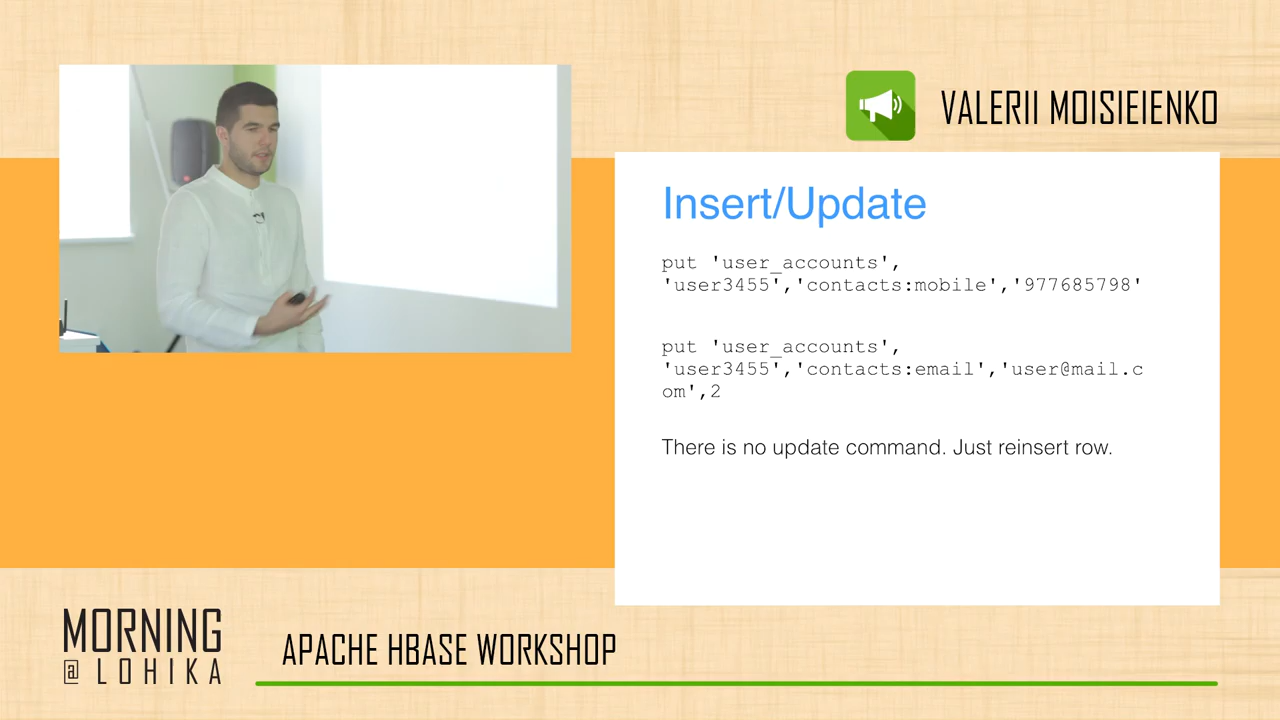 VALERII MOISIEIENKO
Insert/Update
put 'user_accounts',
'user3455','contacts:mobile','977685798'
put 'user_accounts',
'user3455','contacts:email','user@mail.c
om',2
There is no update command. Just reinsert row.
MORNING
@ LOHIKA
APACHE HBASE WORKSHOP